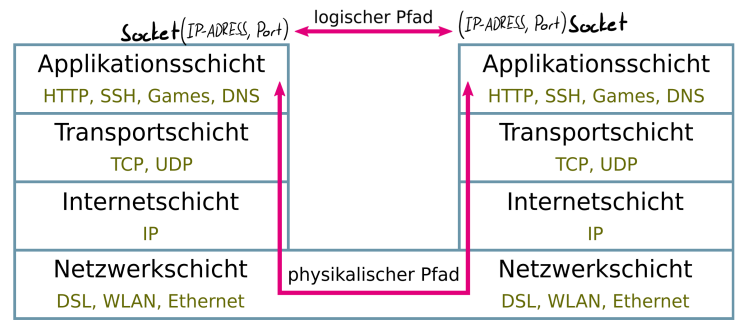 logischer Pfad
Socket(IP-ADRESS, Port)
(IP-ADRESS, Port) Socket
Applikationsschicht
HTTP, SSH, Games, DNS
Transportschicht
TCP, UDP
Internetschicht
IP
Netzwerkschicht
DSL, WLAN, Ethernet
physikalischer Pfad
Applikationsschicht
HTTP, SSH, Games, DNS
Transportschicht
TCP, UDP
Internetschicht
IP
Netzwerkschicht
DSL, WLAN, Ethernet